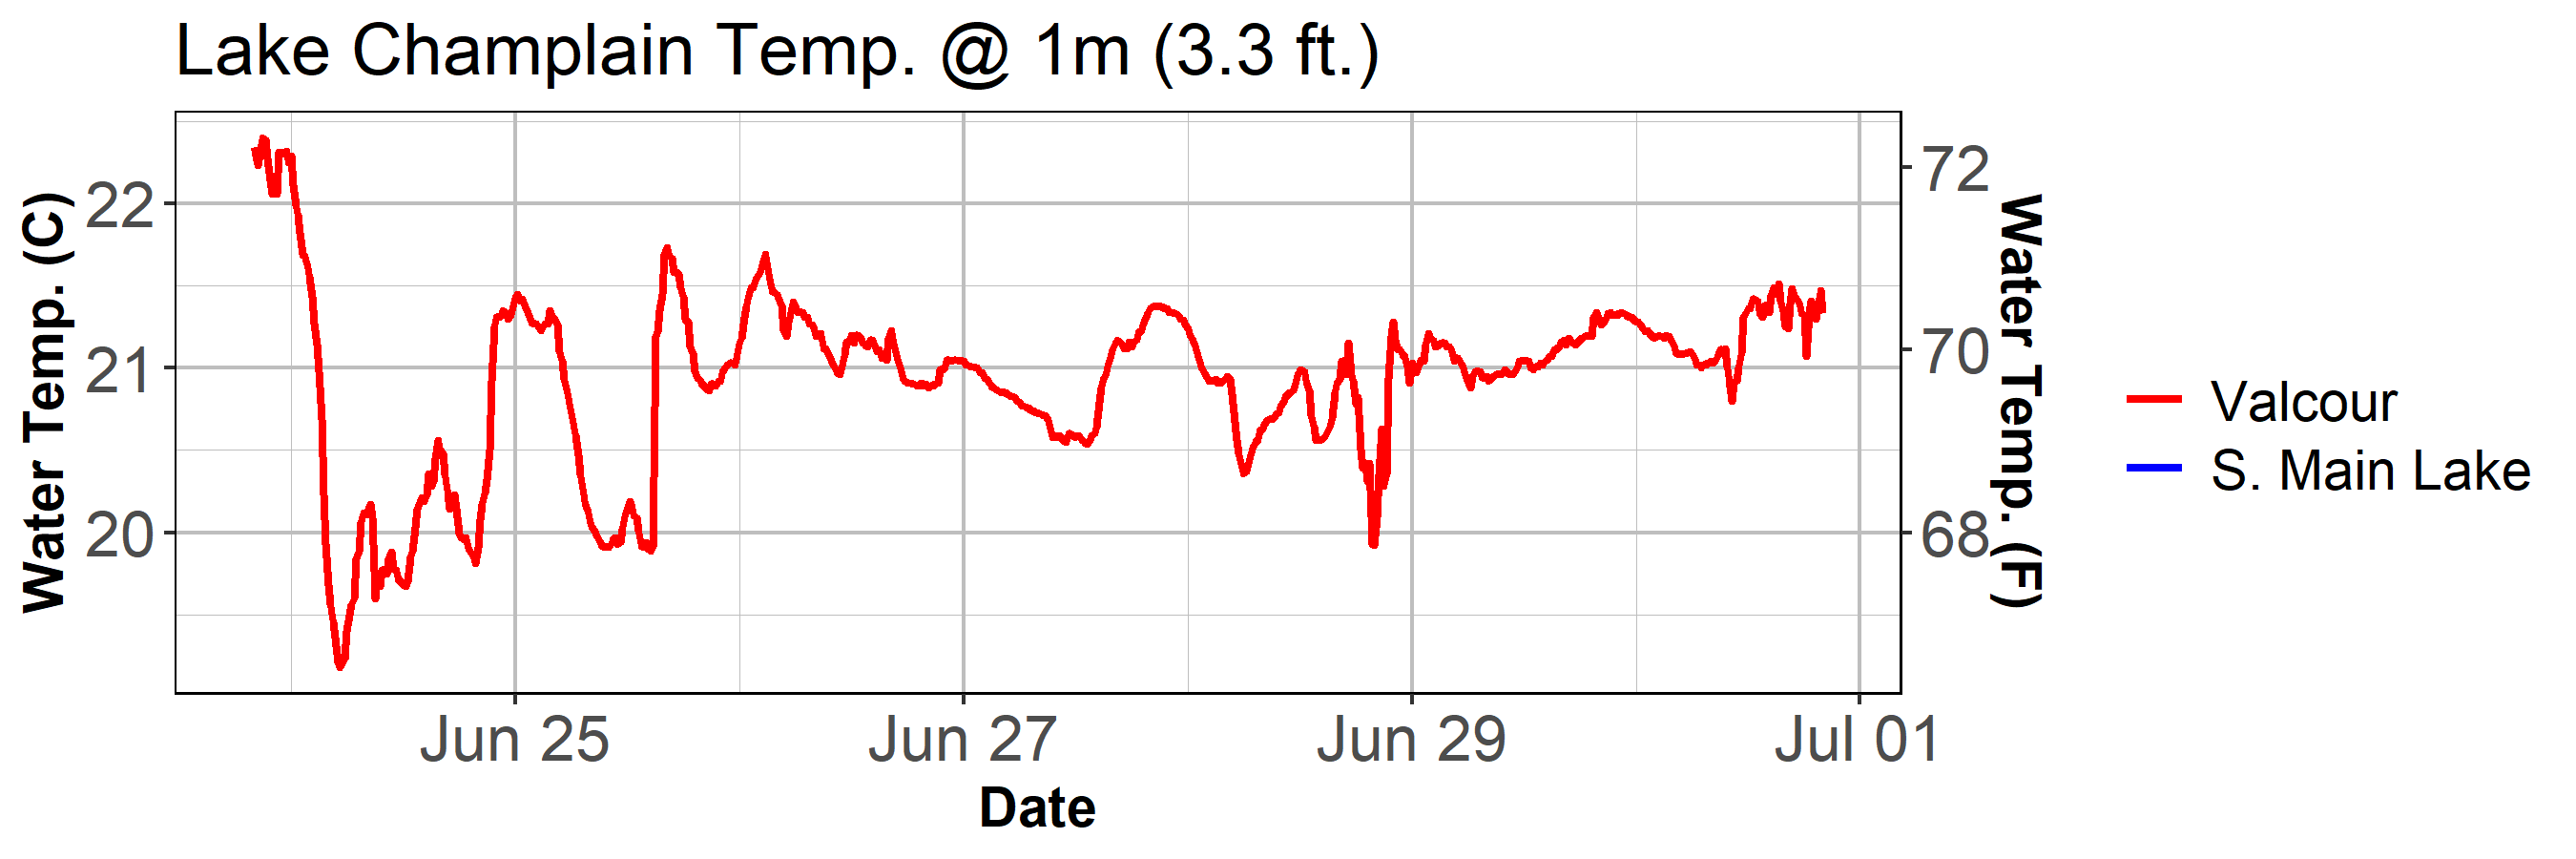 Lake Champlain Temp. @ 1m (3.3 ft.)
Water Temp. (C)
22
21
20
72
70
68
Water Temp. (F)
Jun 25
Jun 27
Jun 29
Jul 01
Date
Valcour
S. Main Lake